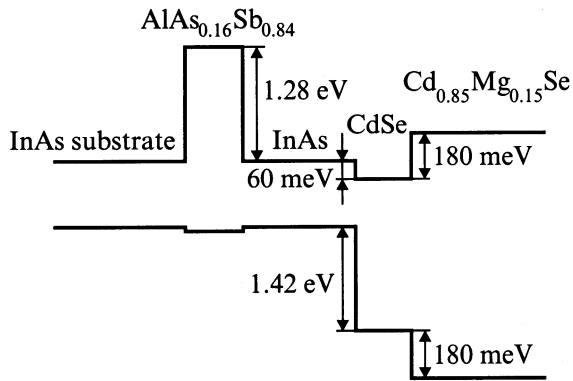 AlAs₀.₁₆Sb₀.₈₄
1.28 eV
Cd₀.₈₅Mg₀.₁₅Se
InAs substrate
InAs
CdSe
60 meV
180 meV
1.42 eV
180 meV